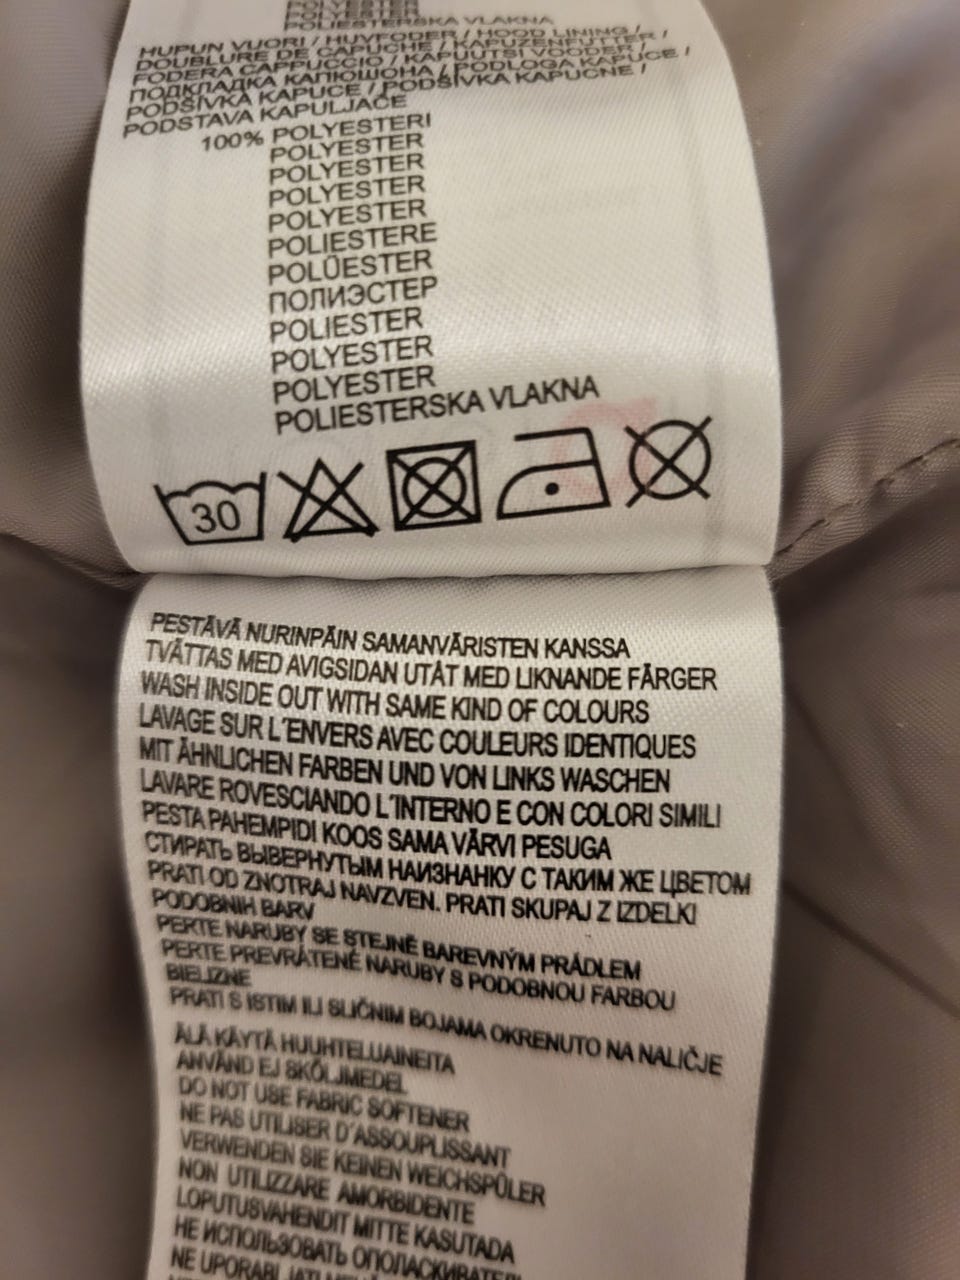 POLYESTER
POLYESTER
POLIESTERSKA VLAKNA
HUPUN VUORI / HUVFODER / HOOD LINING /
DOUBLURE DE CAPUCHE / KAPUZENFUTTER /
FODERA CAPPUCCIO / KAPUUTSI VOODER /
ПОДКЛАДКА КАПЮШОНА / PODLOGA KAPUCE /
PODŠÍVKA KAPUCE / PODŠÍVKA KAPUCNE /
PODSTAVA KAPULJAČE
100% POLYESTERI
POLYESTER
POLYESTER
POLYESTER
POLYESTER
POLIESTERE
POLÜESTER
ПОЛИЭСТЕР
POLIESTER
POLYESTER
POLYESTER
POLIESTERSKA VLAKNA
30
PESTÄVÄ NURINPÄIN SAMANVÄRISTEN KANSSA
TVÄTTAS MED AVIGSIDAN UTÅT MED LIKNANDE FÄRGER
WASH INSIDE OUT WITH SAME KIND OF COLOURS
LAVAGE SUR L'ENVERS AVEC COULEURS IDENTIQUES
MIT ÄHNLICHEN FARBEN UND VON LINKS WASCHEN
LAVARE ROVESCIANDO L'INTERNO E CON COLORI SIMILI
PESTA PAHEMPIDI KOOS SAMA VÄRVI PESUGA
СТИРАТЬ ВЫВЕРНУТЫМ НАИЗНАНКУ С ТАКИМ ЖЕ ЦВЕТОМ
PRATI OD ZNOTRAJ NAVZVEN. PRATI SKUPAJ Z IZDELKI
PODOBNIH BARV
PERTE NARUBY SE STEJNĚ BAREVNÝM PRÁDLEM
PERTE PREVRÁTENÉ NARUBY S PODOBNOU FARBOU
BIELIZNE
PRATI S ISTIM ILI SLIČNIM BOJAMA OKRENUTO NA NALIČJE
ÄLÄ KÄYTÄ HUUHTELUAINEITA
ANVÄND EJ SKÖLJMEDEL
DO NOT USE FABRIC SOFTENER
NE PAS UTILISER D'ASSOUPLISSANT
VERWENDEN SIE KEINEN WEICHSPÜLER
NON UTILIZZARE AMORBIDENTE
LOPUTUSVAHENDIT MITTE KASUTADA
НЕ ИСПОЛЬЗОВАТЬ ОПОЛАСКИВАТЕЛ
NE UPORABLJATI